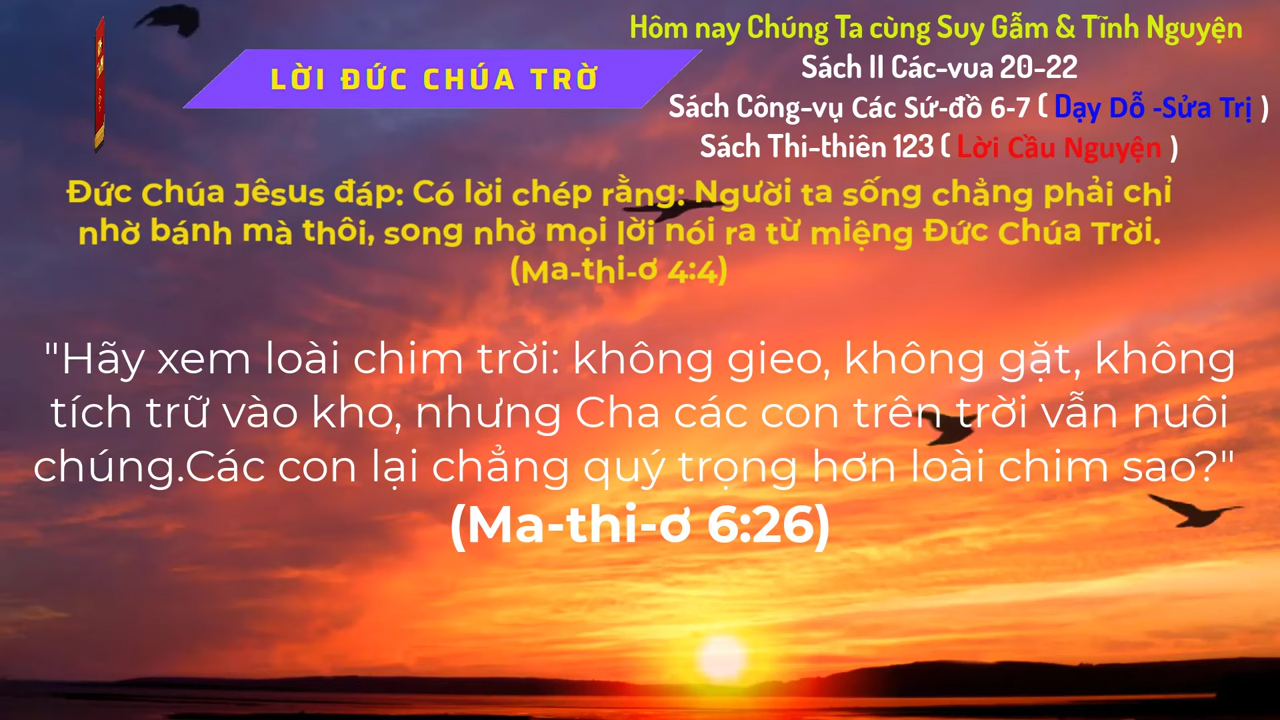 Hôm nay Chúng Ta cùng Suy Gẫm & Tĩnh Nguyện
LỜI ĐỨC CHÚA TRỜ
Sách II Các-vua 20-22
Sách Công-vụ Các Sứ-đồ 6-7 ( Dạy Dỗ -Sửa Trị )
Sách Thi-thiên 123 ( Lời Cầu Nguyện )
Đức Chúa Jêsus đáp: Có lời chép rằng: Người ta sống chẳng phải chỉ
nhờ bánh mà thôi, song nhờ mọi lời nói ra từ miệng Đức Chúa Trời.
(Ma-thi-ơ 4:4)
"Hãy xem loài chim trời: không gieo, không gặt, không
tích trữ vào kho, nhưng Cha các con trên trời vẫn nuôi
chúng.Các con lại chẳng quý trọng hơn loài chim sao?"
(Ma-thi-ơ 6:26)